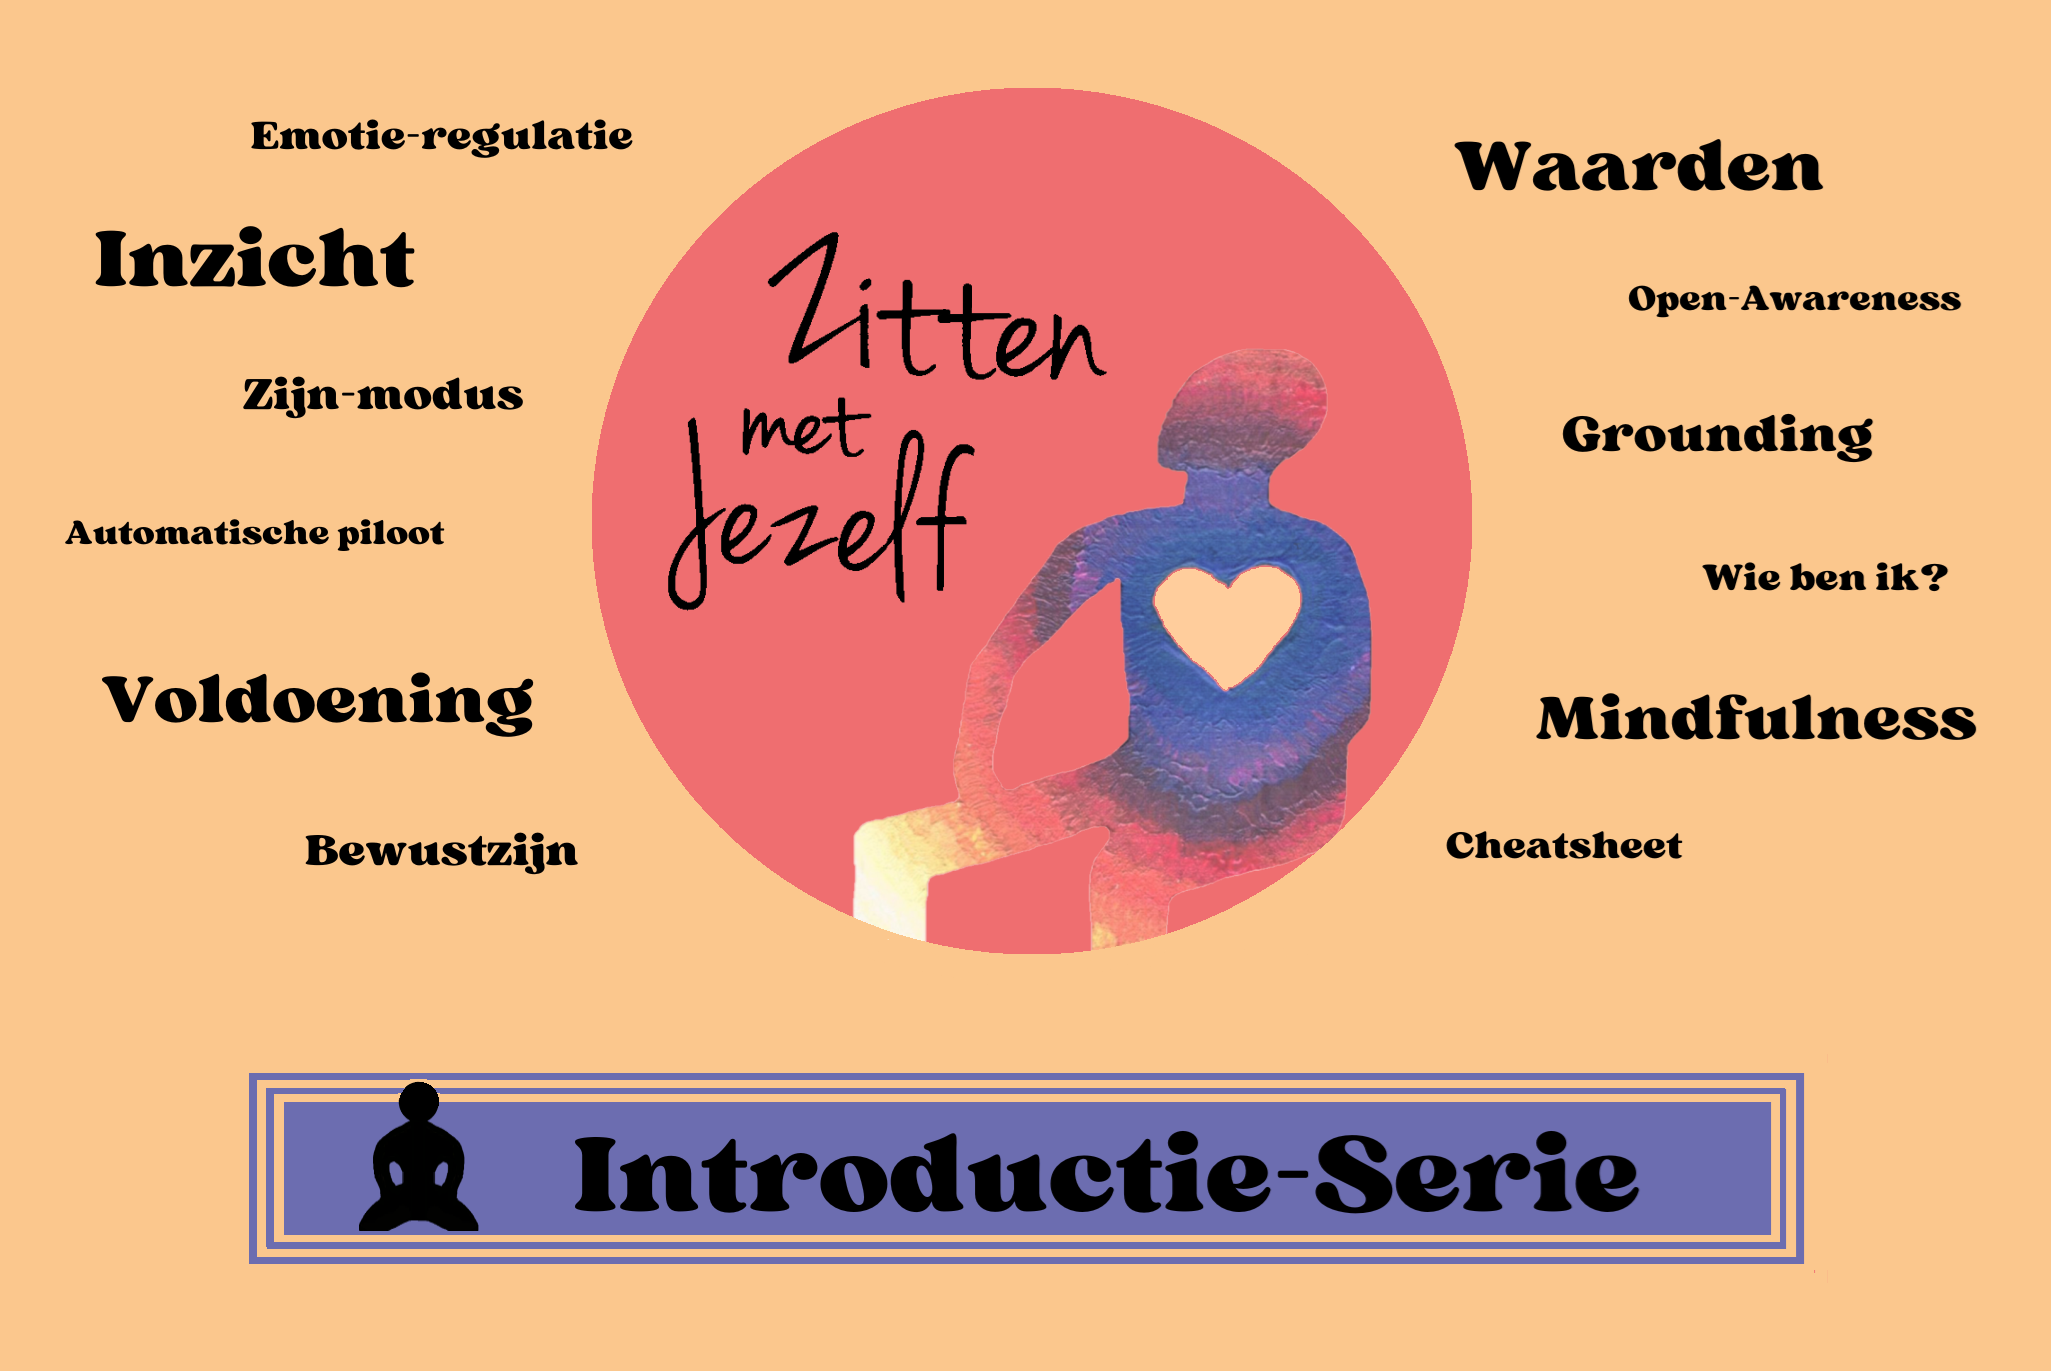 Emotie-regulatie
Inzicht
Zijn-modus
Automatische piloot
Voldoening
Bewustzijn
Zitten
met
Jezelf
Waarden
Open-Awareness
Grounding
Wie ben ik?
Mindfulness
Cheatsheet
Introductie-Serie